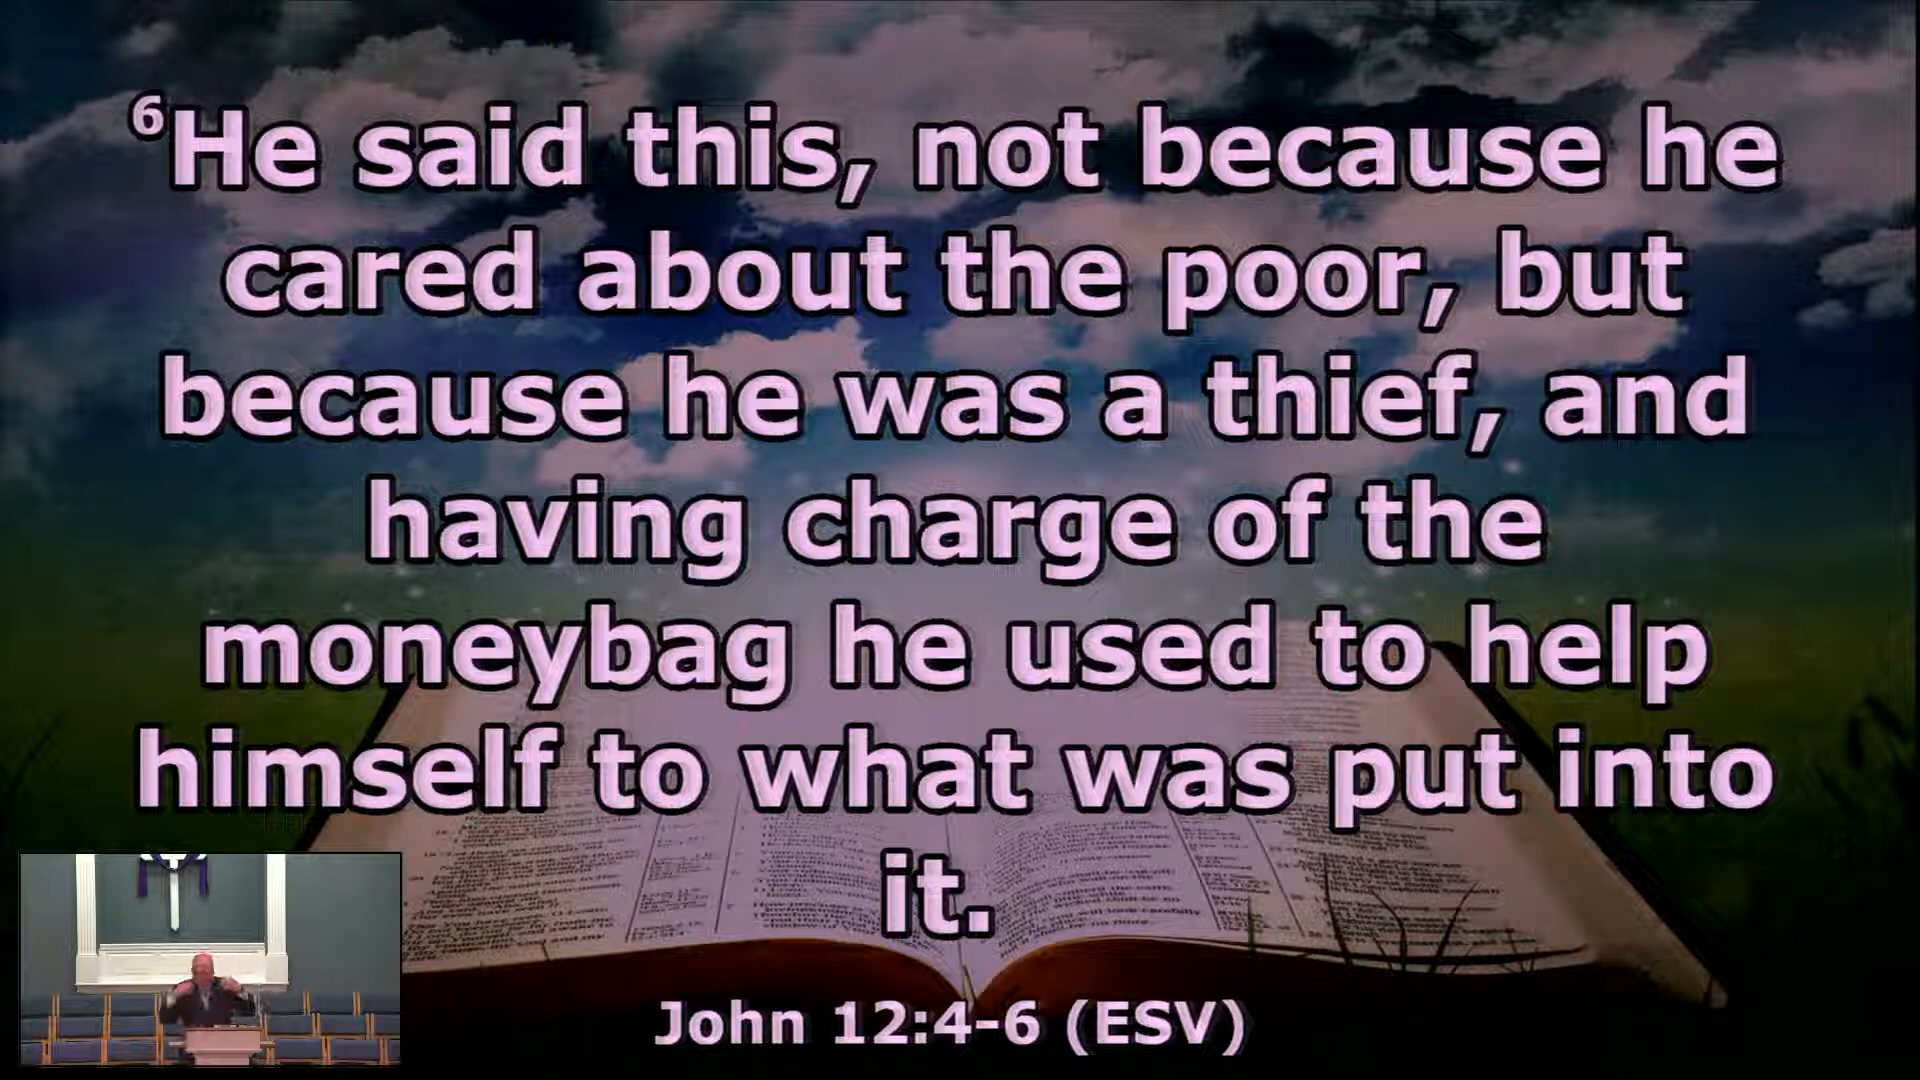 ⁶He said this, not because he
cared about the poor, but
because he was a thief, and
having charge of the
moneybag he used to help
himself to what was put into
it.
John 12:4-6 (ESV)